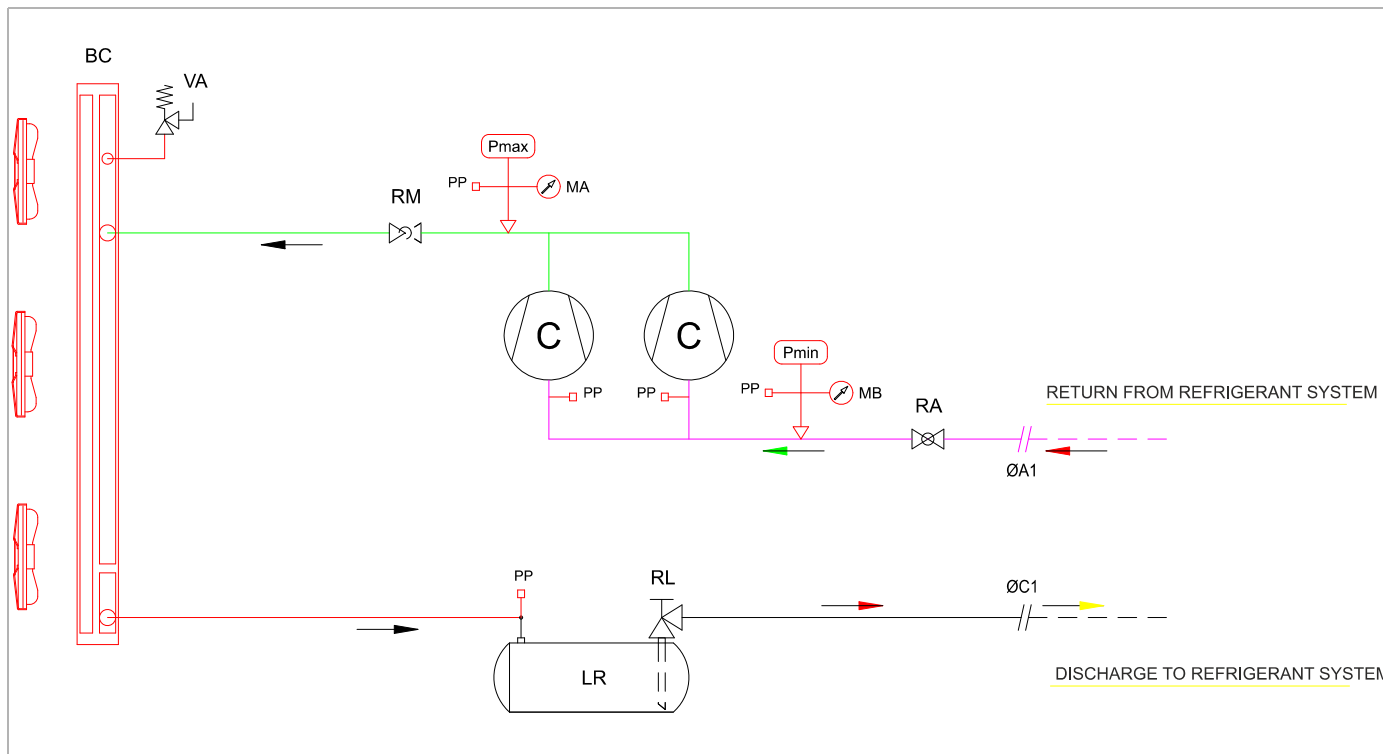 BC
VA
Pmax
PP
MA
RM
C
C
Pmin
PP
PP
PP
MB
RA
RETURN FROM REFRIGERANT SYSTEM
ØA1
PP
RL
ØC1
LR
DISCHARGE TO REFRIGERANT SYSTEM